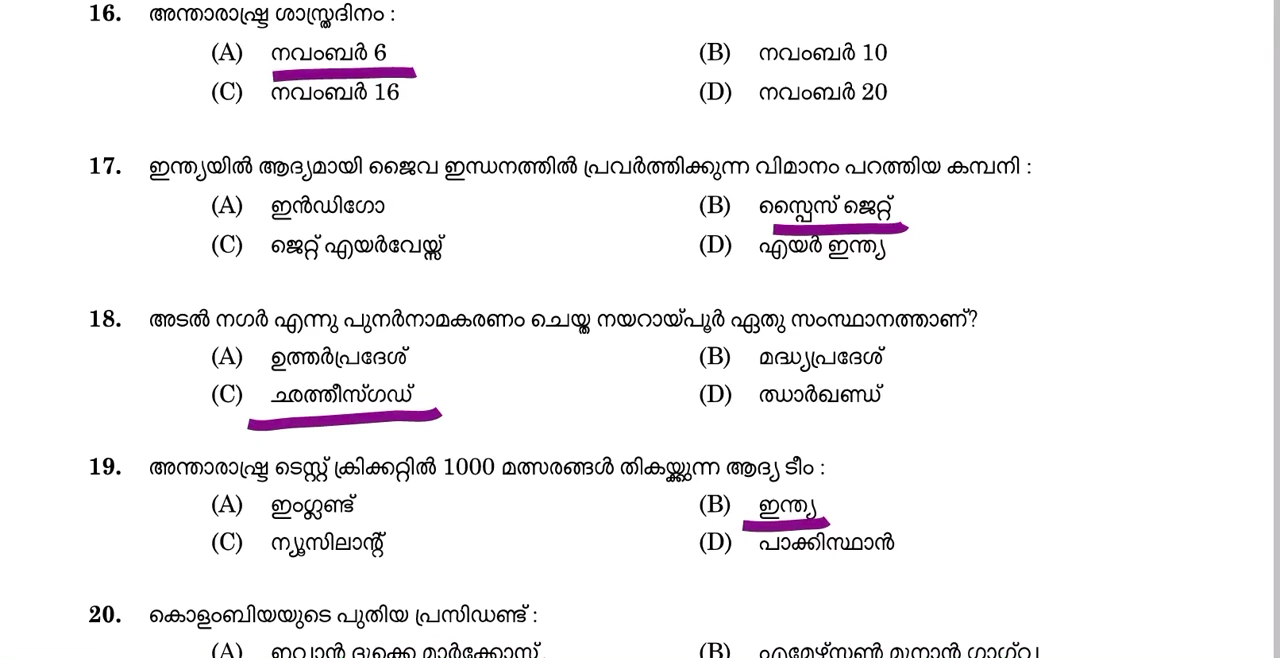 16. അന്താരാഷ്ട്ര ശാസ്ത്രദിനം :
(A) നവംബർ 6 (B) നവംബർ 10
(C) നവംബർ 16 (D) നവംബർ 20
17. ഇന്ത്യയിൽ ആദ്യമായി ജൈവ ഇന്ധനത്തിൽ പ്രവർത്തിക്കുന്ന വിമാനം പറത്തിയ കമ്പനി :
(A) ഇൻഡിഗോ (B) സ്പൈസ് ജെറ്റ്
(C) ജെറ്റ് എയർവേയ്സ് (D) എയർ ഇന്ത്യ
18. അടൽ നഗർ എന്നു പുനർനാമകരണം ചെയ്ത നയറായ്പൂർ ഏതു സംസ്ഥാനത്താണ്?
(A) ഉത്തർപ്രദേശ് (B) മദ്ധ്യപ്രദേശ്
(C) ഛത്തീസ്ഗഡ് (D) ഝാർഖണ്ഡ്
19. അന്താരാഷ്ട്ര ടെസ്റ്റ് ക്രിക്കറ്റിൽ 1000 മത്സരങ്ങൾ തികയ്ക്കുന്ന ആദ്യ ടീം :
(A) ഇംഗ്ലണ്ട് (B) ഇന്ത്യ
(C) ന്യൂസിലാന്റ് (D) പാക്കിസ്ഥാൻ
20. കൊളംബിയയുടെ പുതിയ പ്രസിഡണ്ട് :
(A) ഇവാൻ ദുക്കെ മാർക്കോസ് (B)